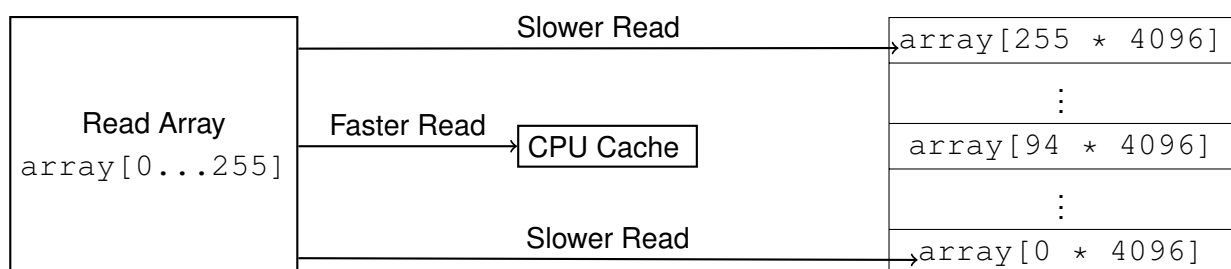 Slower Read
array[255 * 4096]
⋮
Read Array
array[0...255]
Faster Read
CPU Cache
array[94 * 4096]
⋮
Slower Read
array[0 * 4096]